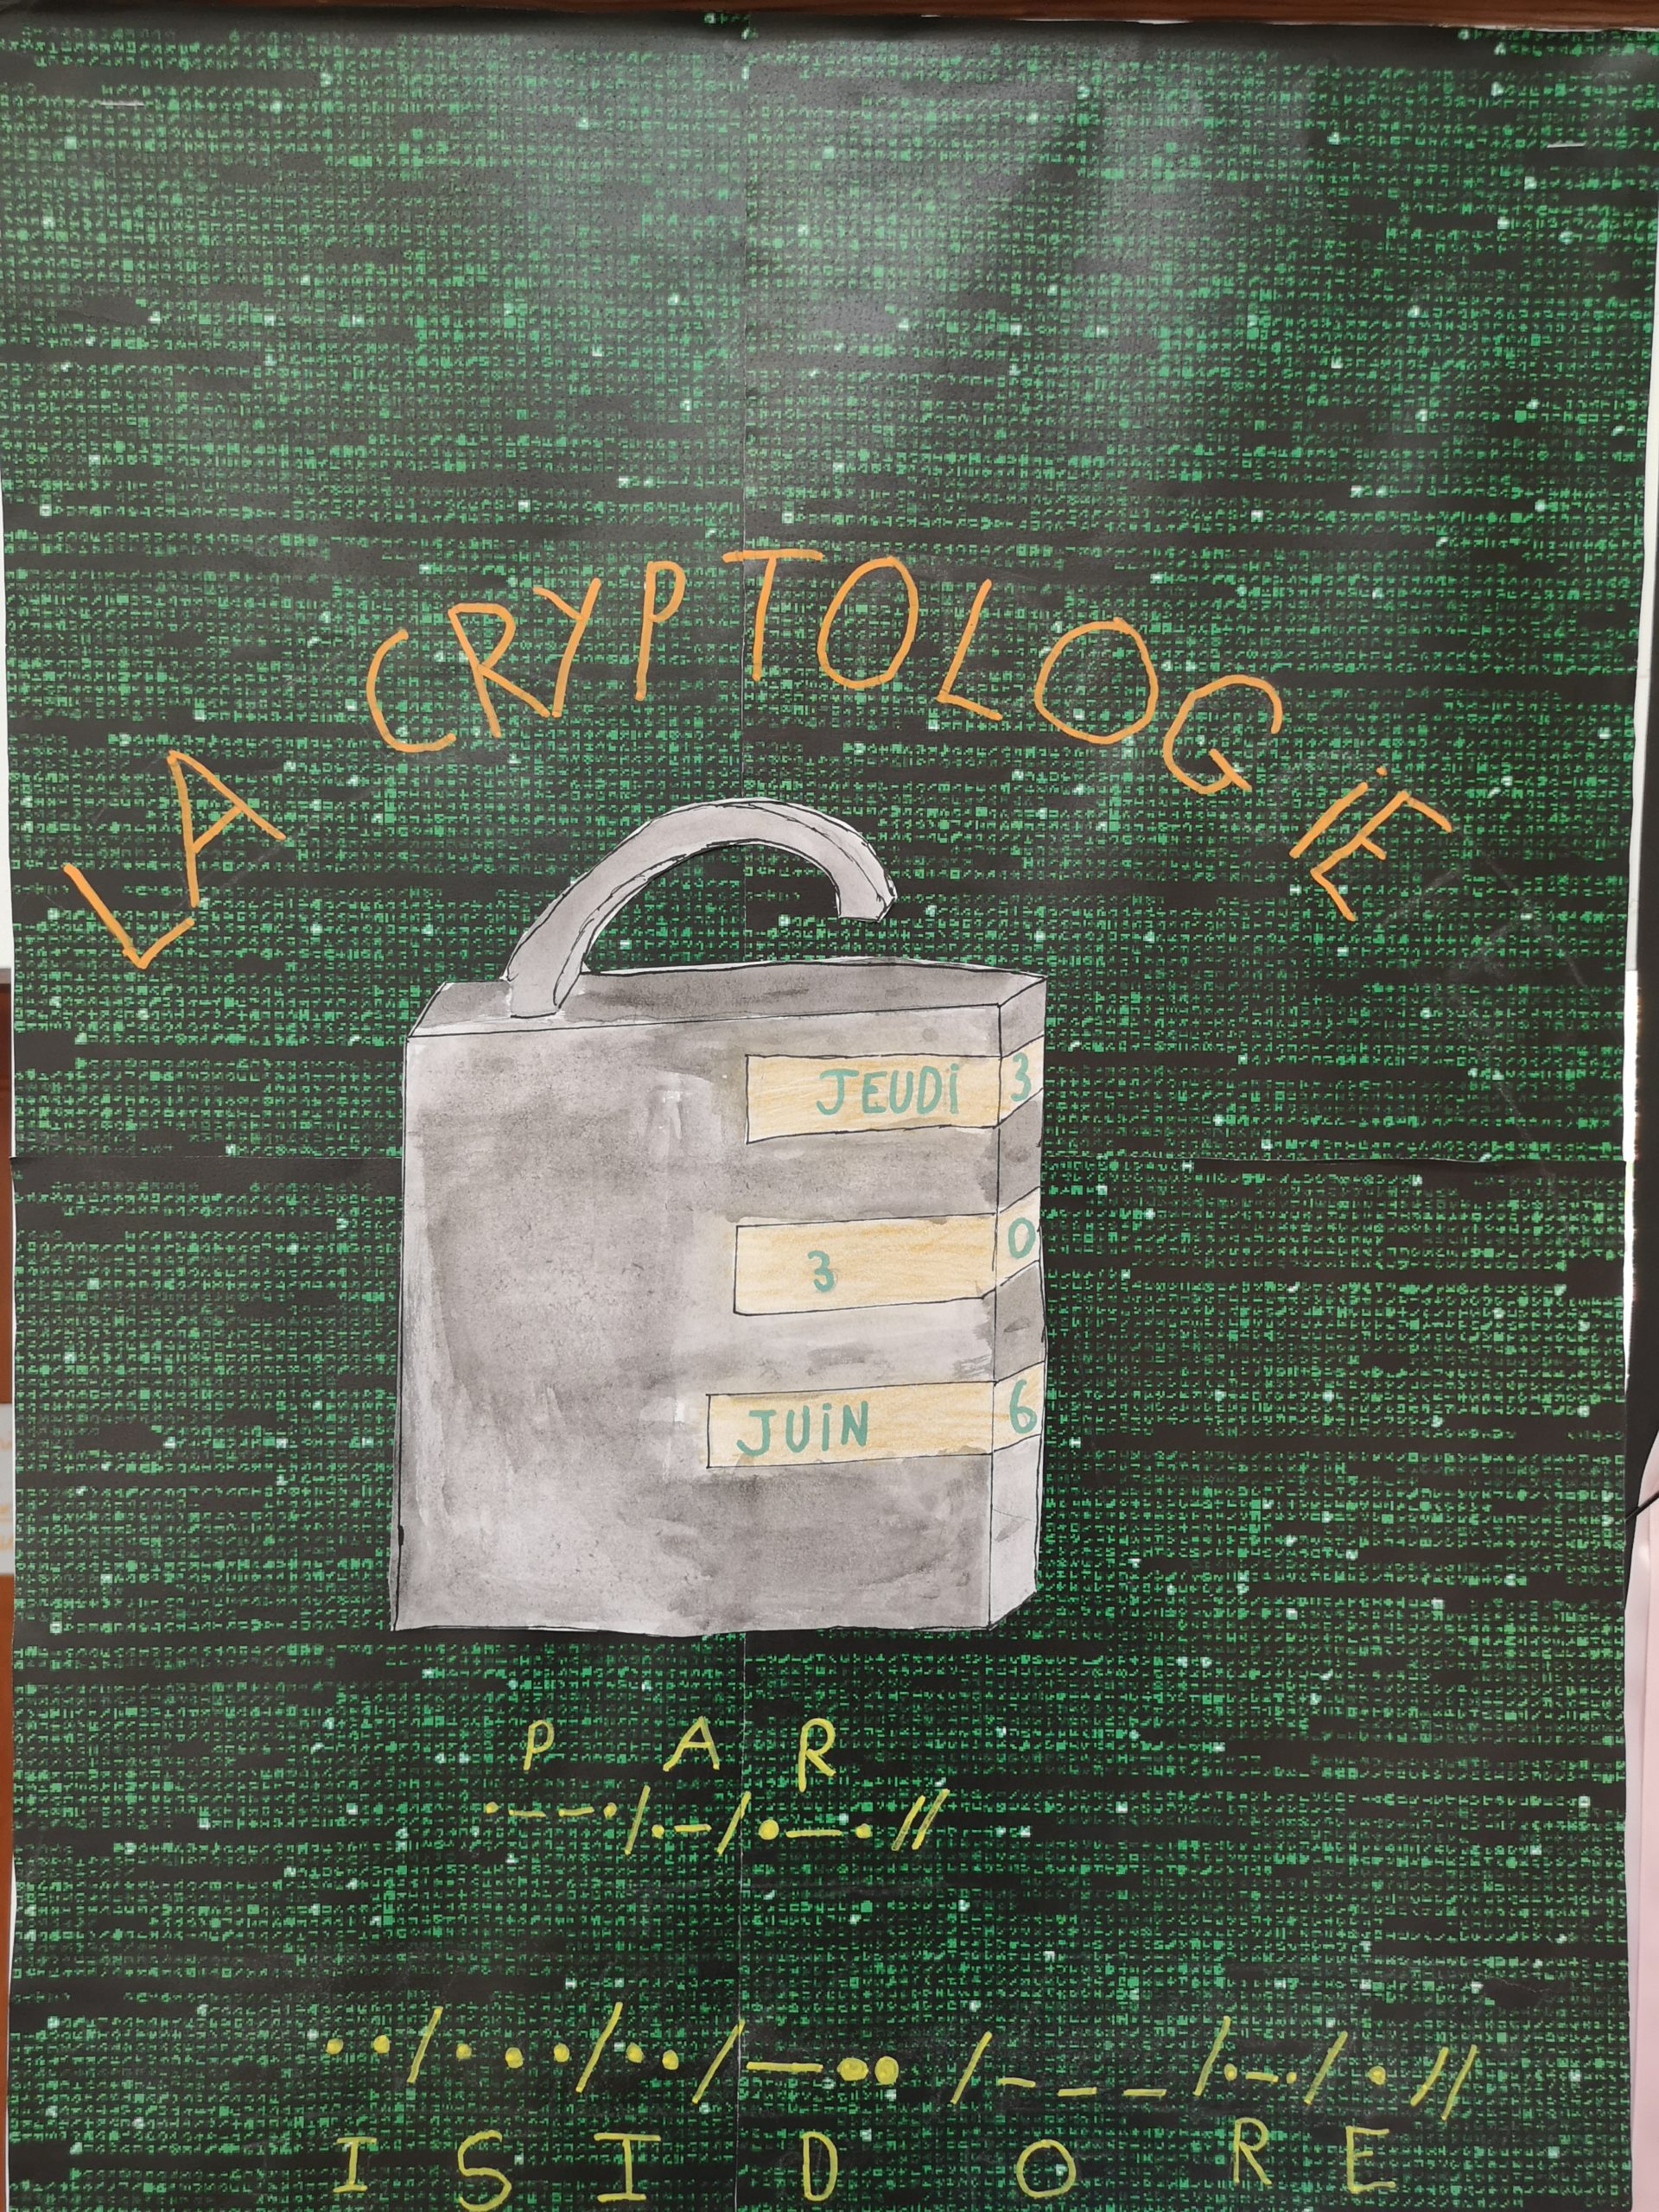 LA CRYPTOLOGiE
JEUDi 3
3 0
JUiN 6
P A R
.--./.-/.-.//
../.../../-../---/.-././/
I S I D O R E